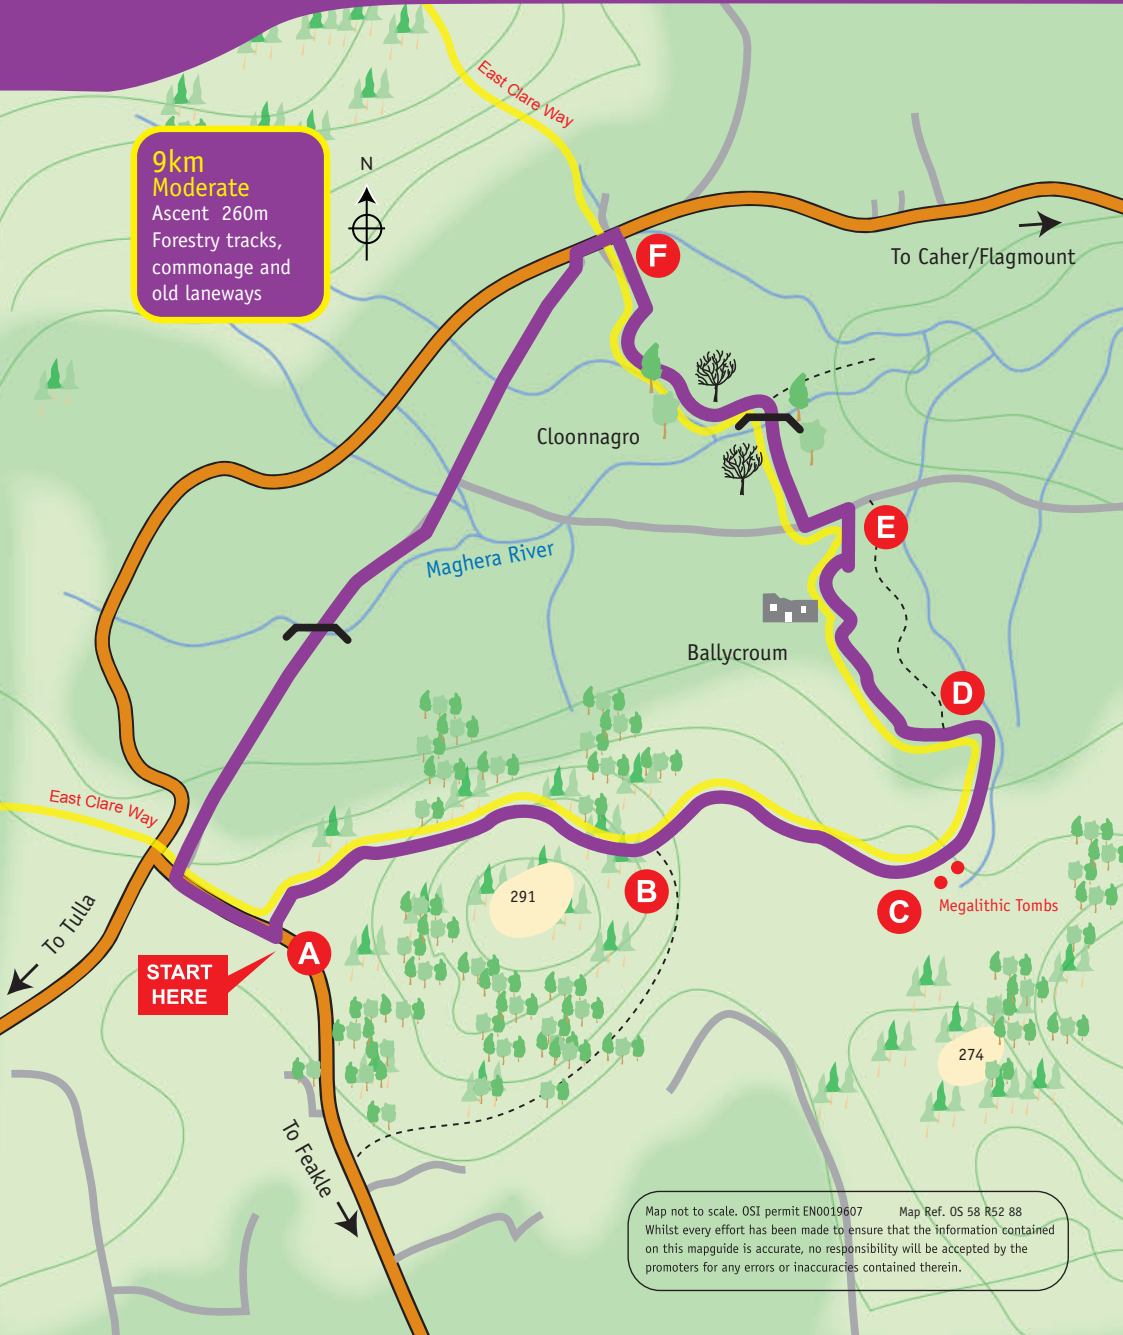 East Clare Way
9km
Moderate
Ascent 260m
Forestry tracks,
commonage and
old laneways
N
F
To Caher/Flagmount
Cloonnagro
E
Maghera River
Ballycroum
D
East Clare Way
291
B
C
Megalithic Tombs
To Tulla
A
START
HERE
274
To Feakle
Map not to scale. OSI permit EN0019607 Map Ref. OS 58 R52 88
Whilst every effort has been made to ensure that the information contained
on this mapguide is accurate, no responsibility will be accepted by the
promoters for any errors or inaccuracies contained therein.